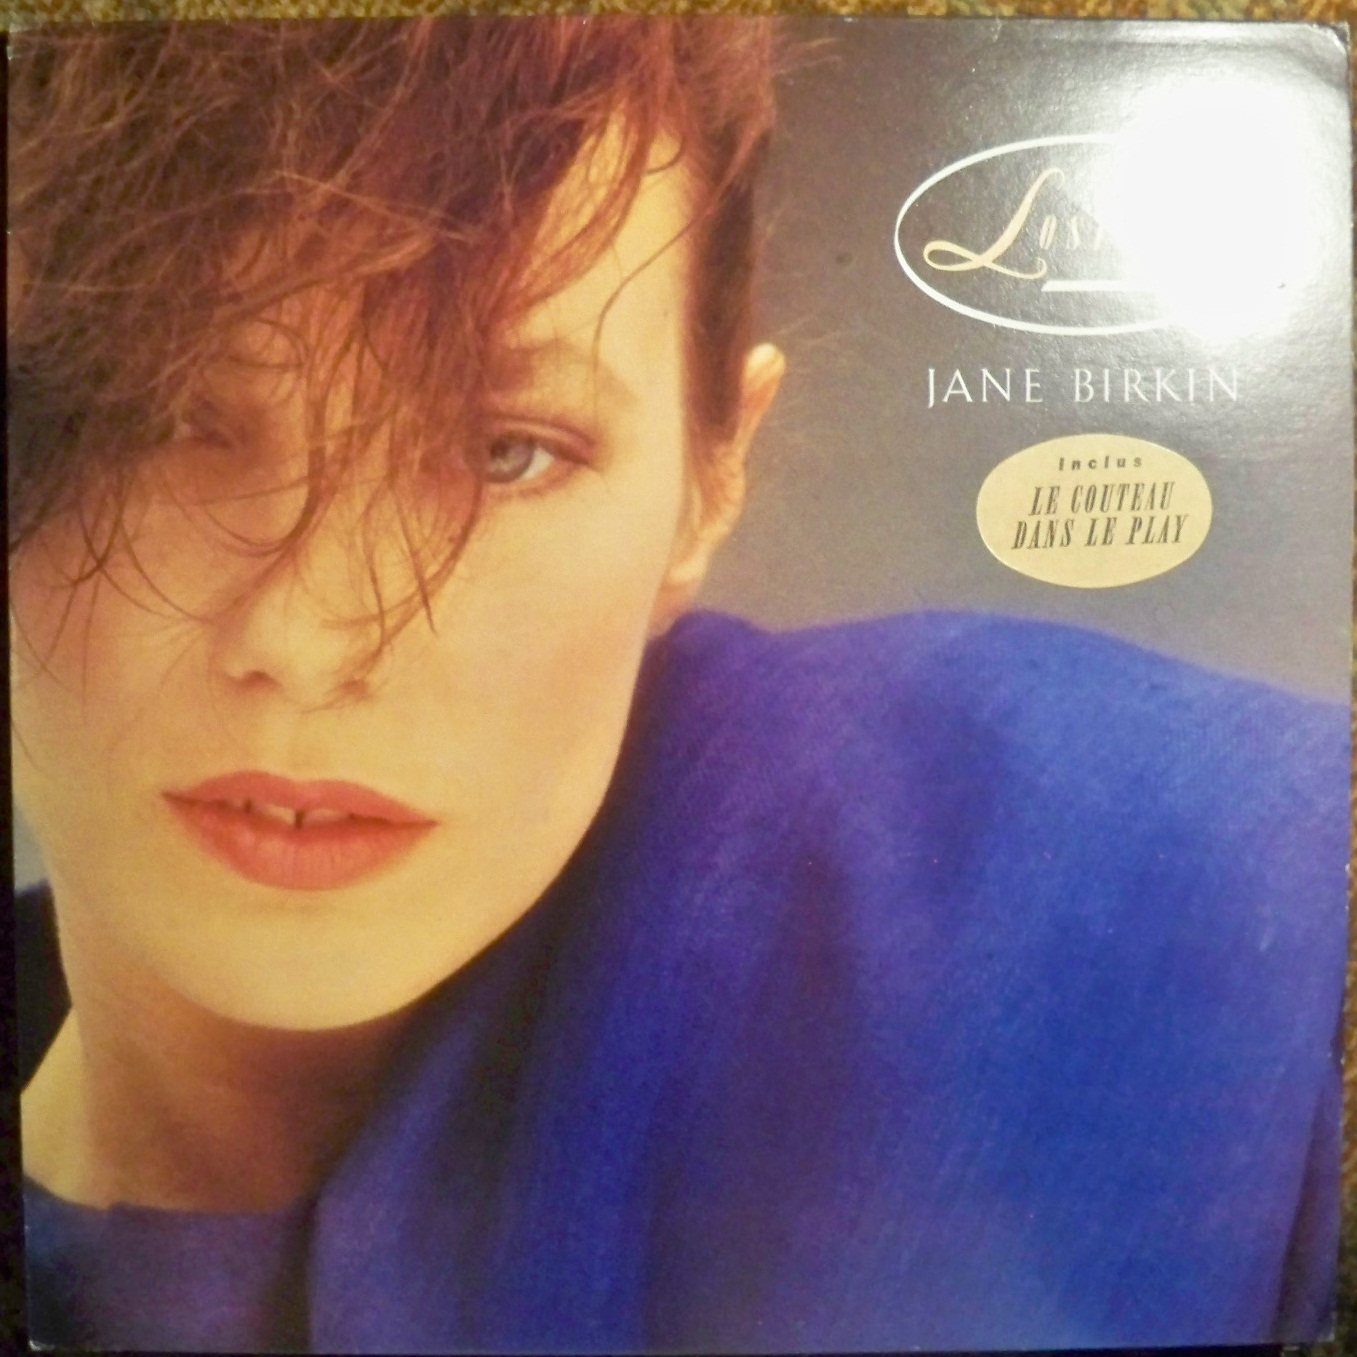 JANE BIRKIN
Inclus
LE COUTEAU
DANS LE PLAY